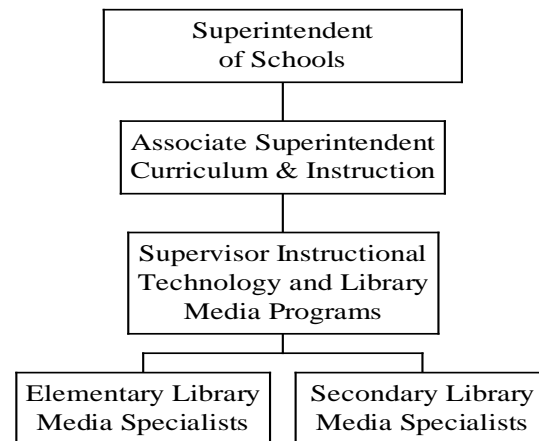 Superintendent
of Schools
Associate Superintendent
Curriculum & Instruction
Supervisor Instructional
Technology and Library
Media Programs
Elementary Library
Media Specialists
Secondary Library
Media Specialists